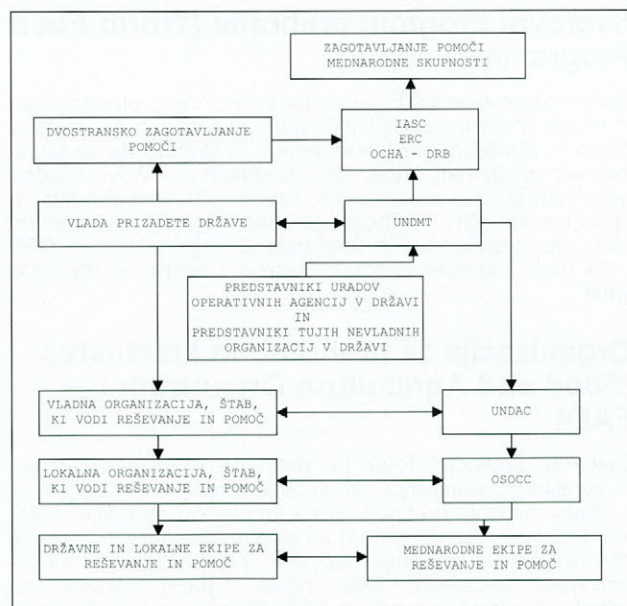 ZAGOTAVLJANJE POMOČI
MEDNARODNE SKUPNOSTI
DVOSTRANSKO ZAGOTAVLJANJE
POMOČI
IASC
ERC
OCHA - DRB
VLADA PRIZADETE DRŽAVE
UNDMT
PREDSTAVNIKI URADOV
OPERATIVNIH AGENCIJ V DRŽAVI
IN
PREDSTAVNIKI TUJIH NEVLADNIH
ORGANIZACIJ V DRŽAVI
VLADNA ORGANIZACIJA, ŠTAB,
KI VODI REŠEVANJE IN POMOČ
UNDAC
LOKALNA ORGANIZACIJA, ŠTAB,
KI VODI REŠEVANJE IN POMOČ
OSOCC
DRŽAVNE IN LOKALNE EKIPE ZA
REŠEVANJE IN POMOČ
MEDNARODNE EKIPE ZA
REŠEVANJE IN POMOČ